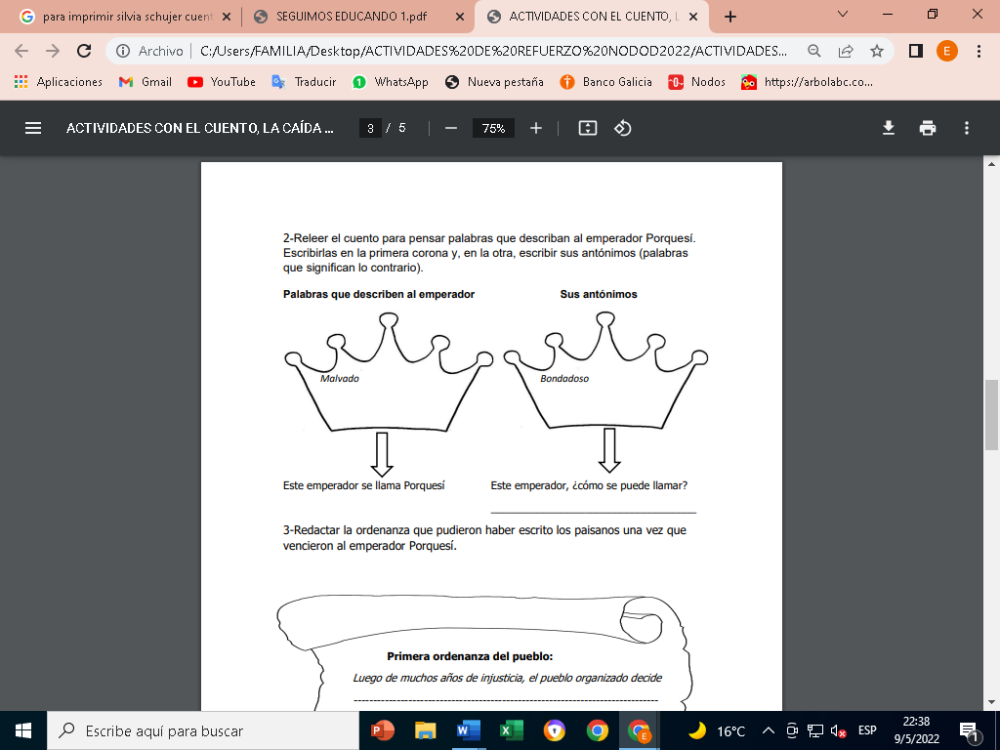 para imprimir silvia schujer cuent
SEGUIMOS EDUCANDO 1.pdf
ACTIVIDADES CON EL CUENTO, L
Archivo
C:/Users/FAMILIA/Desktop/ACTIVIDADES%20DE%20REFUERZO%20NODOD2022/ACTIVIDADES...
E
Aplicaciones
Gmail
YouTube
Traducir
WhatsApp
Nueva pestaña
Banco Galicia
Nodos
https://arbolabc.co...
ACTIVIDADES CON EL CUENTO, LA CAÍDA ...
3 / 5
75%
2-Releer el cuento para pensar palabras que describan al emperador Porquesí.
Escribirlas en la primera corona y, en la otra, escribir sus antónimos (palabras
que significan lo contrario).
Palabras que describen al emperador
Sus antónimos
Malvado
Bondadoso
Este emperador se llama Porquesí
Este emperador, ¿cómo se puede llamar?
3-Redactar la ordenanza que pudieron haber escrito los paisanos una vez que
vencieron al emperador Porquesí.
Primera ordenanza del pueblo:
Luego de muchos años de injusticia, el pueblo organizado decide
Escribe aquí para buscar
16°C
ESP
22:38
9/5/2022
1